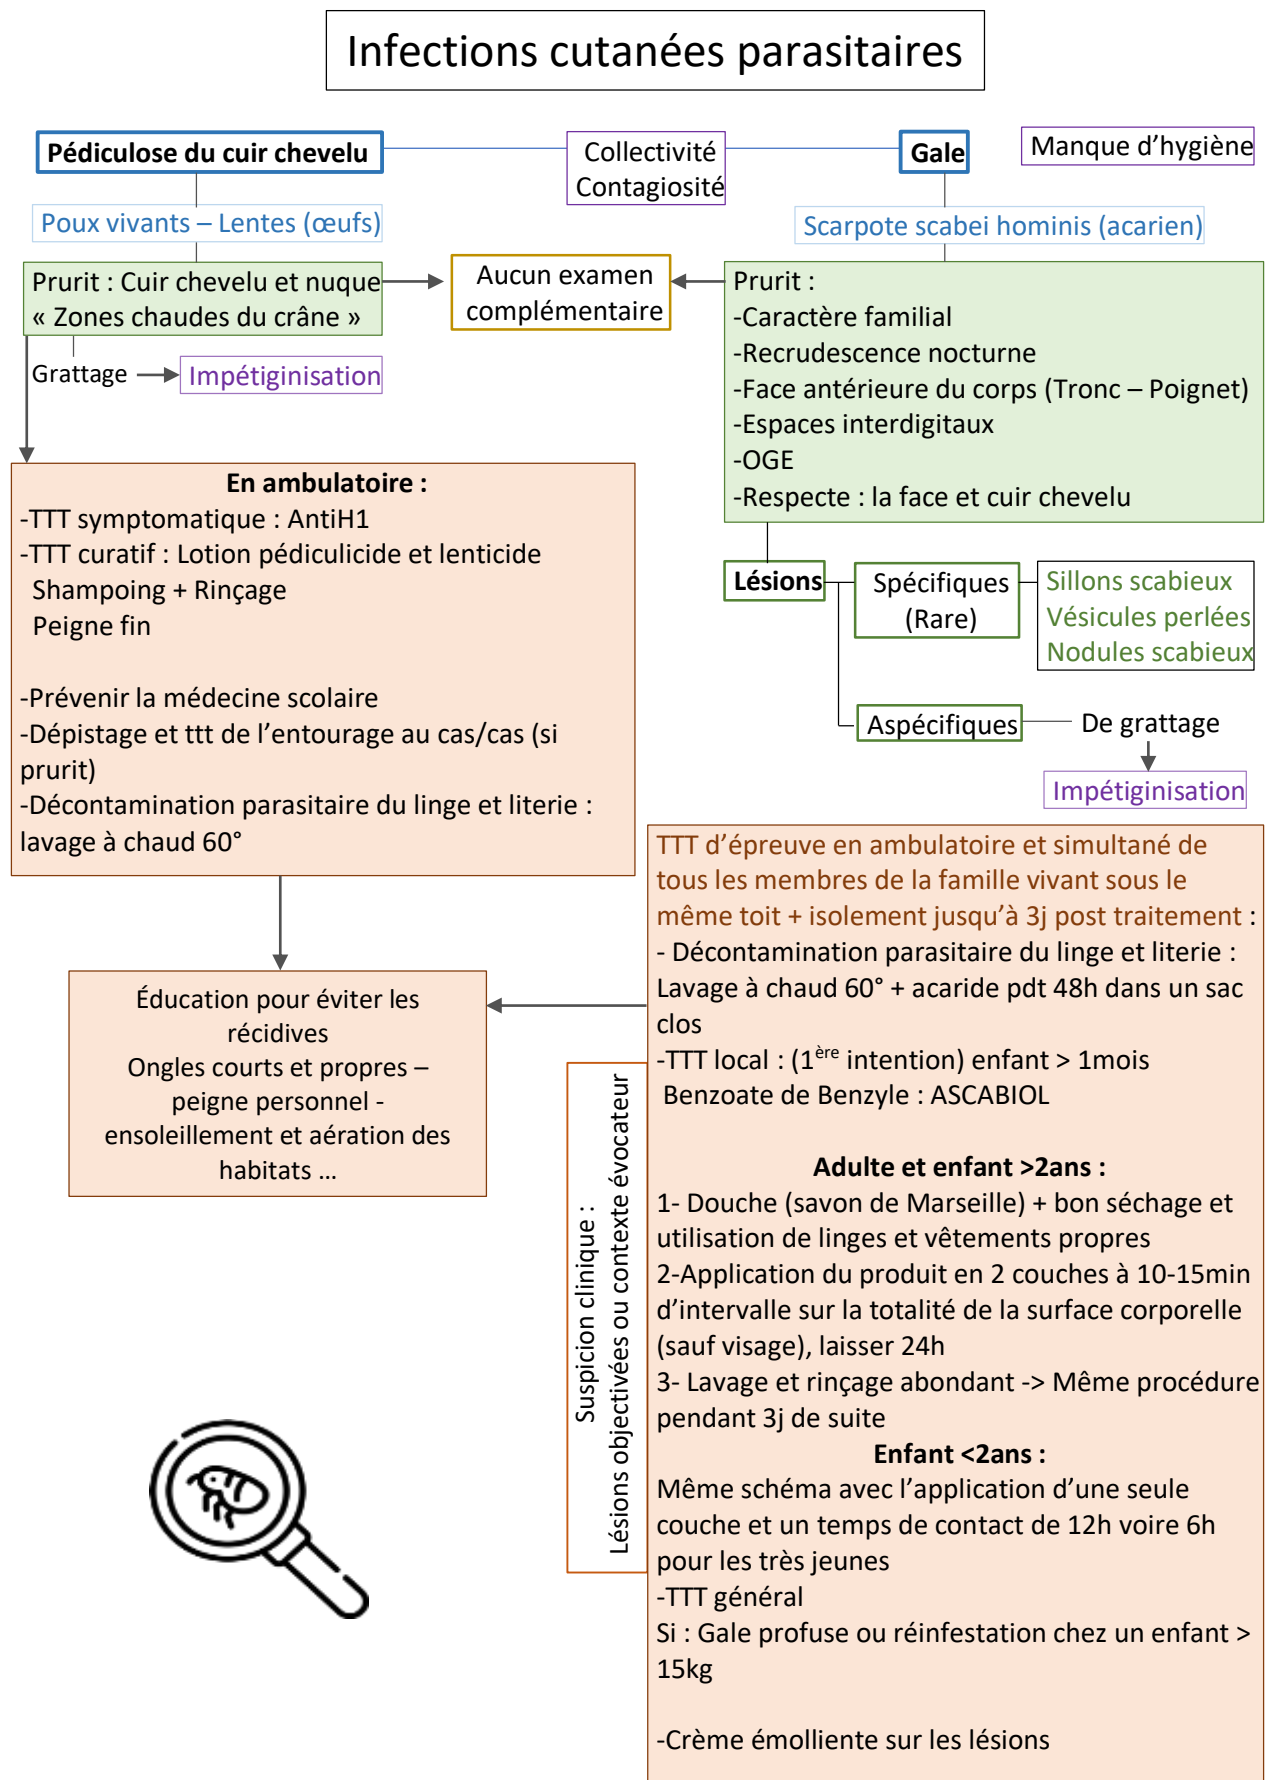 Infections cutanées parasitaires
Pédiculose du cuir chevelu
Collectivité
Contagiosité
Gale
Manque d'hygiène
Poux vivants – Lentes (œufs)
Scarpote scabei hominis (acarien)
Prurit : Cuir chevelu et nuque
« Zones chaudes du crâne »
Aucun examen
complémentaire
Prurit :
-Caractère familial
-Recrudescence nocturne
-Face antérieure du corps (Tronc – Poignet)
-Espaces interdigitaux
-OGE
-Respecte : la face et cuir chevelu
Grattage
Impétiginisation
En ambulatoire :
-TTT symptomatique : AntiH1
-TTT curatif : Lotion pédiculicide et lenticide
Shampoing + Rinçage
Peigne fin
-Prévenir la médecine scolaire
-Dépistage et ttt de l'entourage au cas/cas (si
prurit)
-Décontamination parasitaire du linge et literie :
lavage à chaud 60°
Lésions
Spécifiques
(Rare)
Sillons scabieux
Vésicules perlées
Nodules scabieux
Aspécifiques
De grattage
Impétiginisation
Éducation pour éviter les
récidives
Ongles courts et propres –
peigne personnel -
ensoleillement et aération des
habitats …
Suspicion clinique :
Lésions objectivées ou contexte évocateur
TTT d'épreuve en ambulatoire et simultané de
tous les membres de la famille vivant sous le
même toit + isolement jusqu'à 3j post traitement :
- Décontamination parasitaire du linge et literie :
Lavage à chaud 60° + acaride pdt 48h dans un sac
clos
-TTT local : (1ère intention) enfant > 1mois
Benzoate de Benzyle : ASCABIOL
Adulte et enfant >2ans :
1- Douche (savon de Marseille) + bon séchage et
utilisation de linges et vêtements propres
2-Application du produit en 2 couches à 10-15min
d'intervalle sur la totalité de la surface corporelle
(sauf visage), laisser 24h
3- Lavage et rinçage abondant -> Même procédure
pendant 3j de suite
Enfant <2ans :
Même schéma avec l'application d'une seule
couche et un temps de contact de 12h voire 6h
pour les très jeunes
-TTT général
Si : Gale profuse ou réinfestation chez un enfant >
15kg
-Crème émolliente sur les lésions